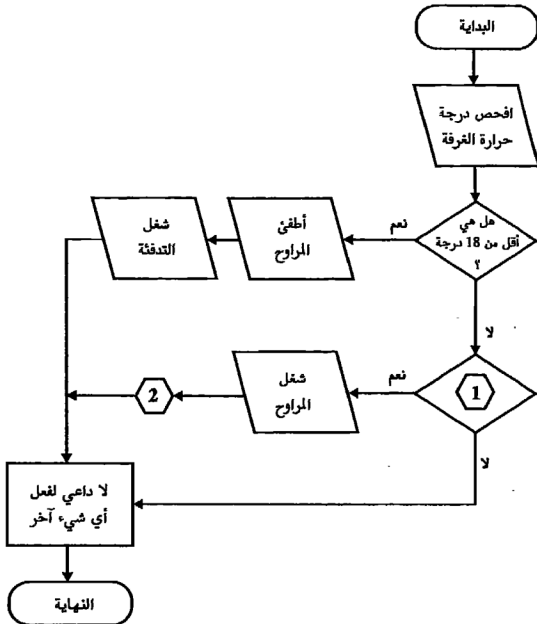 البداية
افحص درجة
حرارة الغرفة
هل هي
أقل من 18 درجة
؟
نعم
أطفئ
المراوح
شغل
التدفئة
لا
1
نعم
شغل
المراوح
2
لا
لا داعي لفعل
أي شيء آخر
النهاية